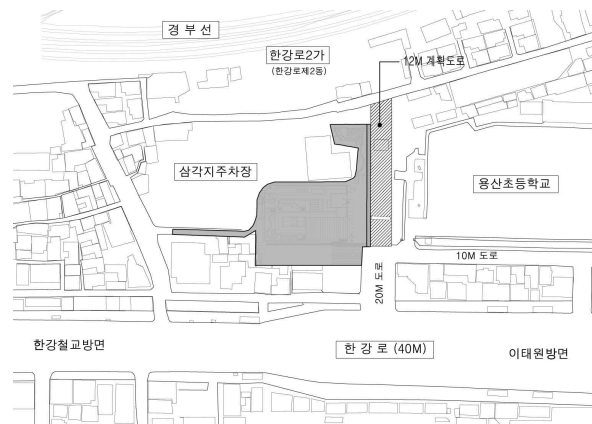 경 부 선
한강로2가
(한강로제2동)
12M 계획도로
삼각지주차장
용산초등학교
10M 도로
20M 도로
한강철교방면
한 강 로 (40M)
이태원방면